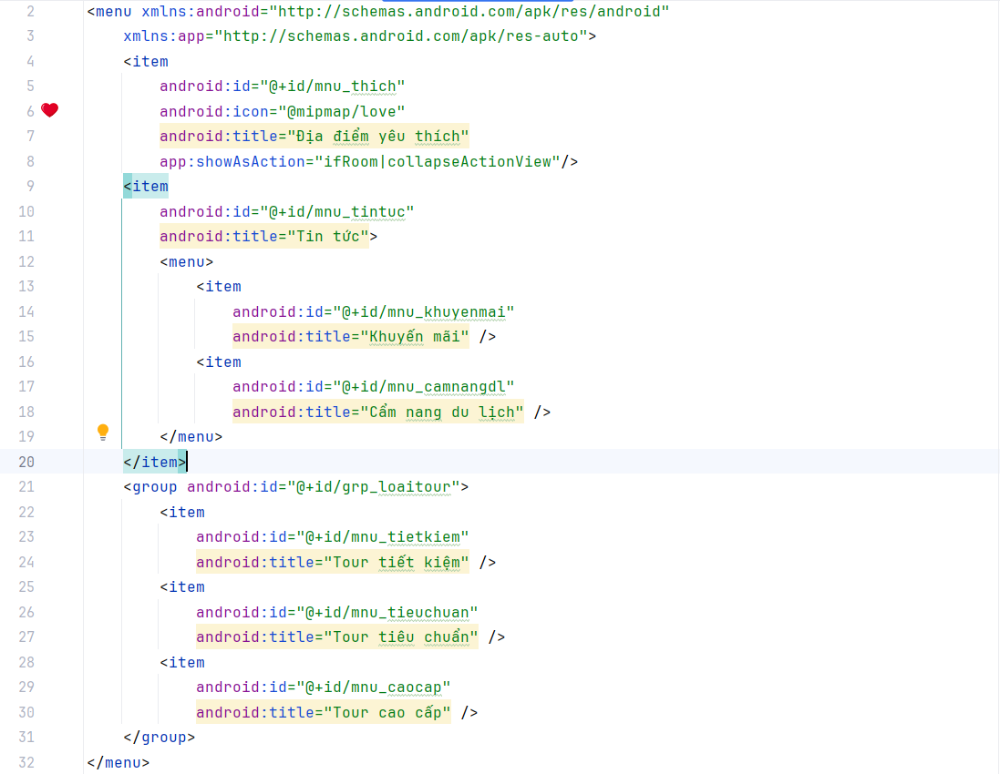 2 <menu xmlns:android="http://schemas.android.com/apk/res/android"
3     xmlns:app="http://schemas.android.com/apk/res-auto">
4     <item
5         android:id="@+id/mnu_thich"
6         android:icon="@mipmap/love"
7         android:title="Địa điểm yêu thích"
8         app:showAsAction="ifRoom|collapseActionView"/>
9     <item
10         android:id="@+id/mnu_tintuc"
11         android:title="Tin tức">
12         <menu>
13             <item
14                 android:id="@+id/mnu_khuyenmai"
15                 android:title="Khuyến mãi" />
16             <item
17                 android:id="@+id/mnu_camnangdl"
18                 android:title="Cẩm nang du lịch" />
19         </menu>
20     </item>
21     <group android:id="@+id/grp_loaitour">
22         <item
23             android:id="@+id/mnu_tietkiem"
24             android:title="Tour tiết kiệm" />
25         <item
26             android:id="@+id/mnu_tieuchuan"
27             android:title="Tour tiêu chuẩn" />
28         <item
29             android:id="@+id/mnu_caocap"
30             android:title="Tour cao cấp" />
31     </group>
32 </menu>